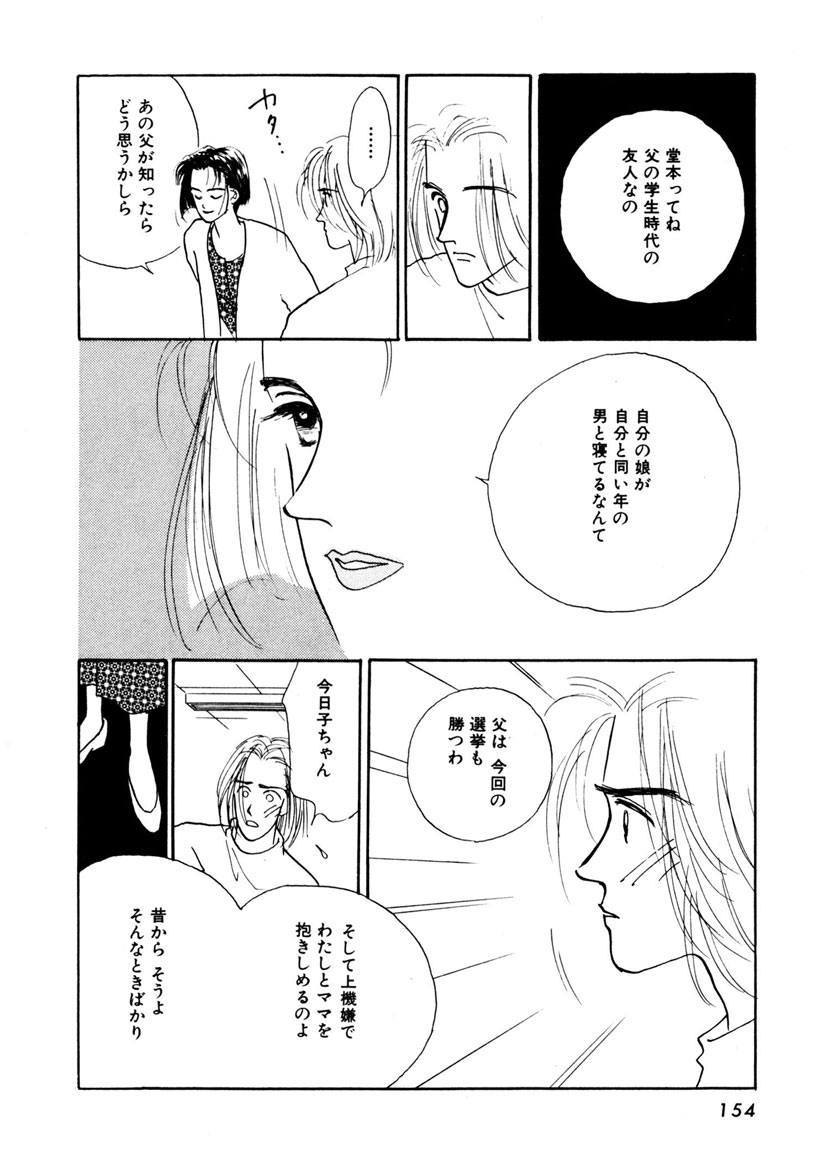 堂本ってね
父の学生時代の
友人なの
……
カタ…
あの父が知ったら
どう思うかしら
自分の娘が
自分と同い年の
男と寝てるなんて
父は 今回の
選挙も
勝つわ
今日子ちゃん
そして上機嫌で
わたしとママを
抱きしめるのよ
昔から そうよ
そんなときばかり
154